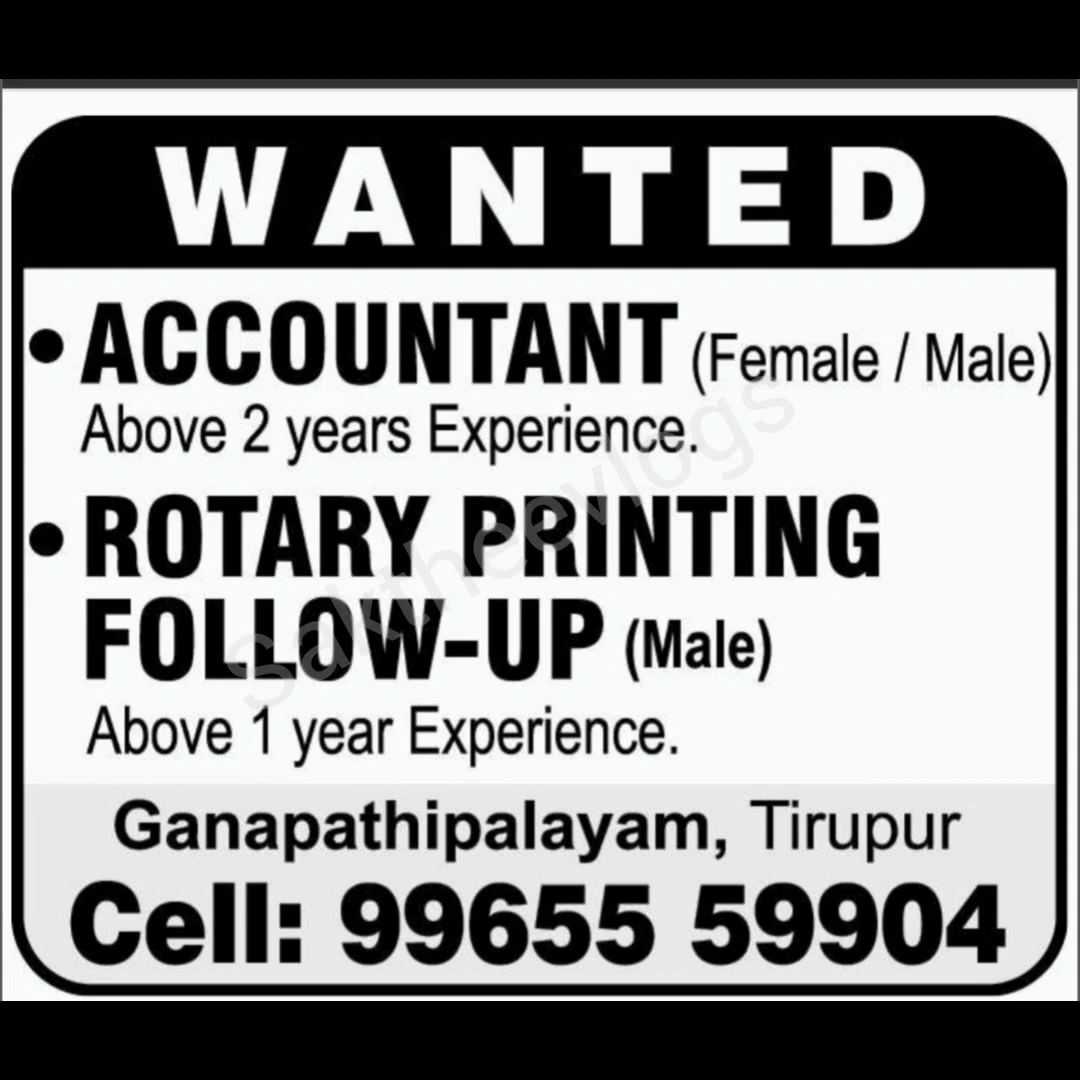 WANTED
• ACCOUNTANT (Female / Male)
Above 2 years Experience.
• ROTARY PRINTING
FOLLOW-UP (Male)
Above 1 year Experience.
Ganapathipalayam, Tirupur
Cell: 99655 59904
Saktheevlogs